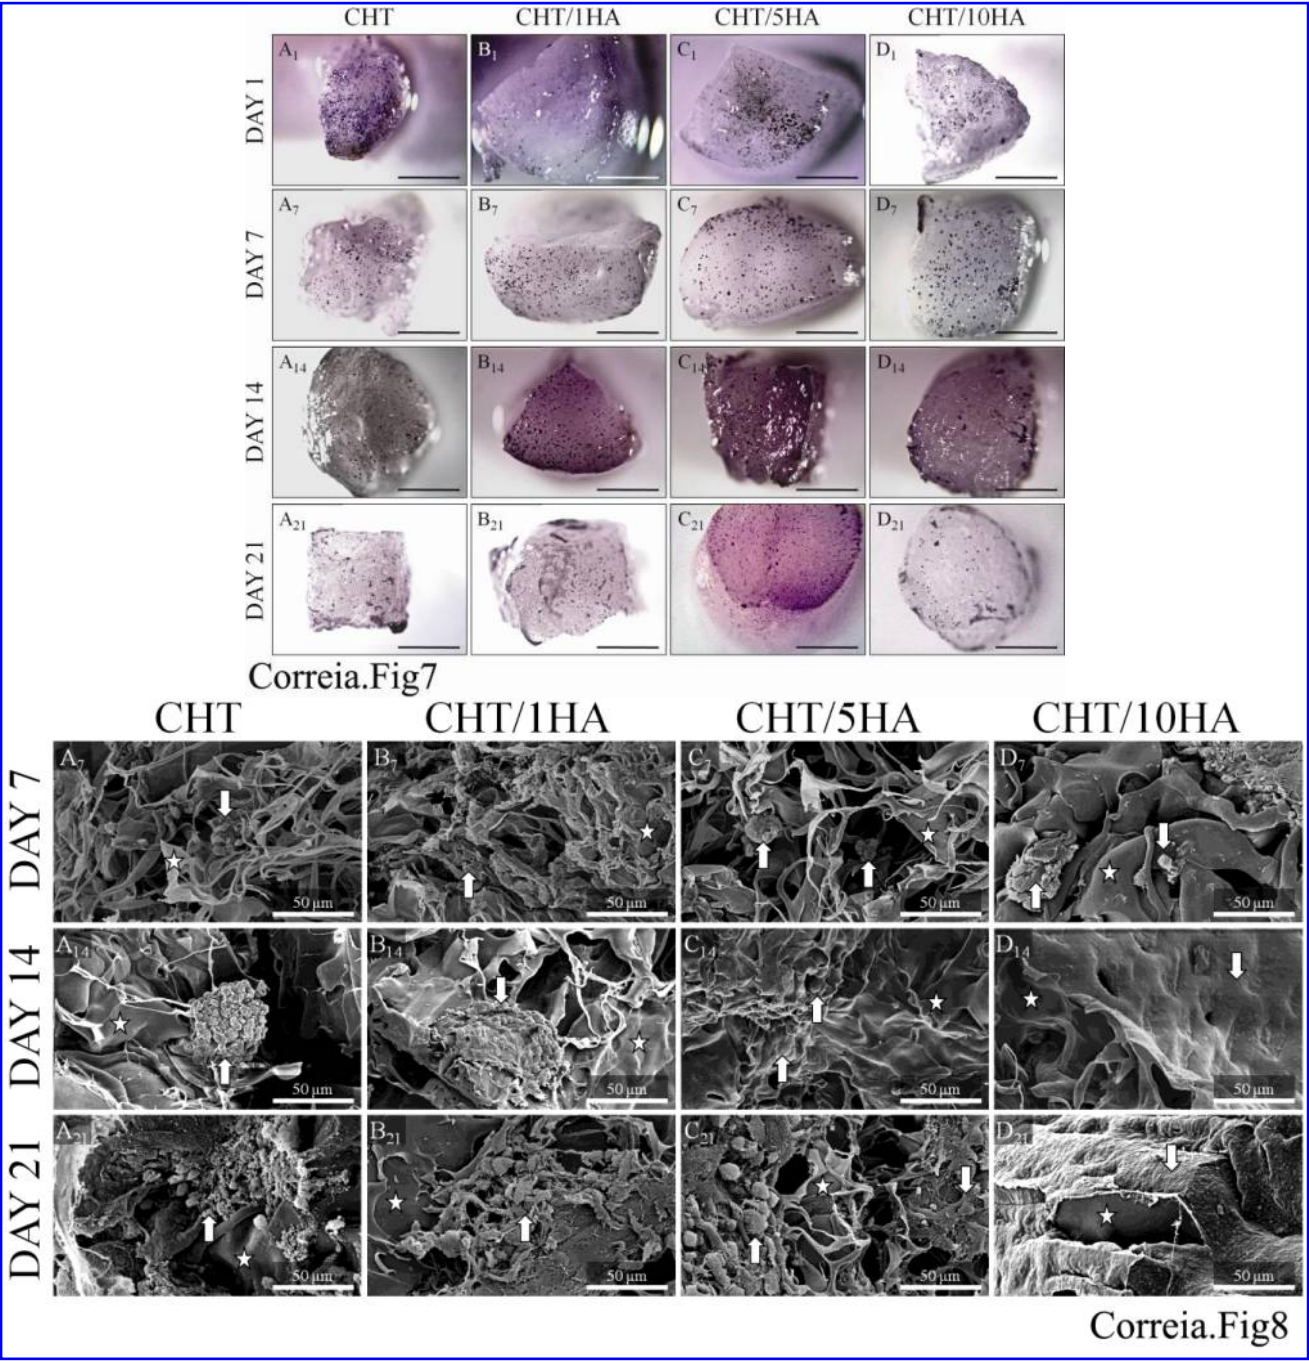 CHT CHT/1HA CHT/5HA CHT/10HA
DAY 1 A1 B1 C1 D1
DAY 7 A7 B7 C7 D7
DAY 14 A14 B14 C14 D14
DAY 21 A21 B21 C21 D21
Correia.Fig7
CHT CHT/1HA CHT/5HA CHT/10HA
DAY 7 A7 B7 C7 D7
50 µm 50 µm 50 µm 50 µm
DAY 14 A14 B14 C14 D14
50 µm 50 µm 50 µm 50 µm
DAY 21 A21 B21 C21 D21
50 µm 50 µm 50 µm 50 µm
Correia.Fig8